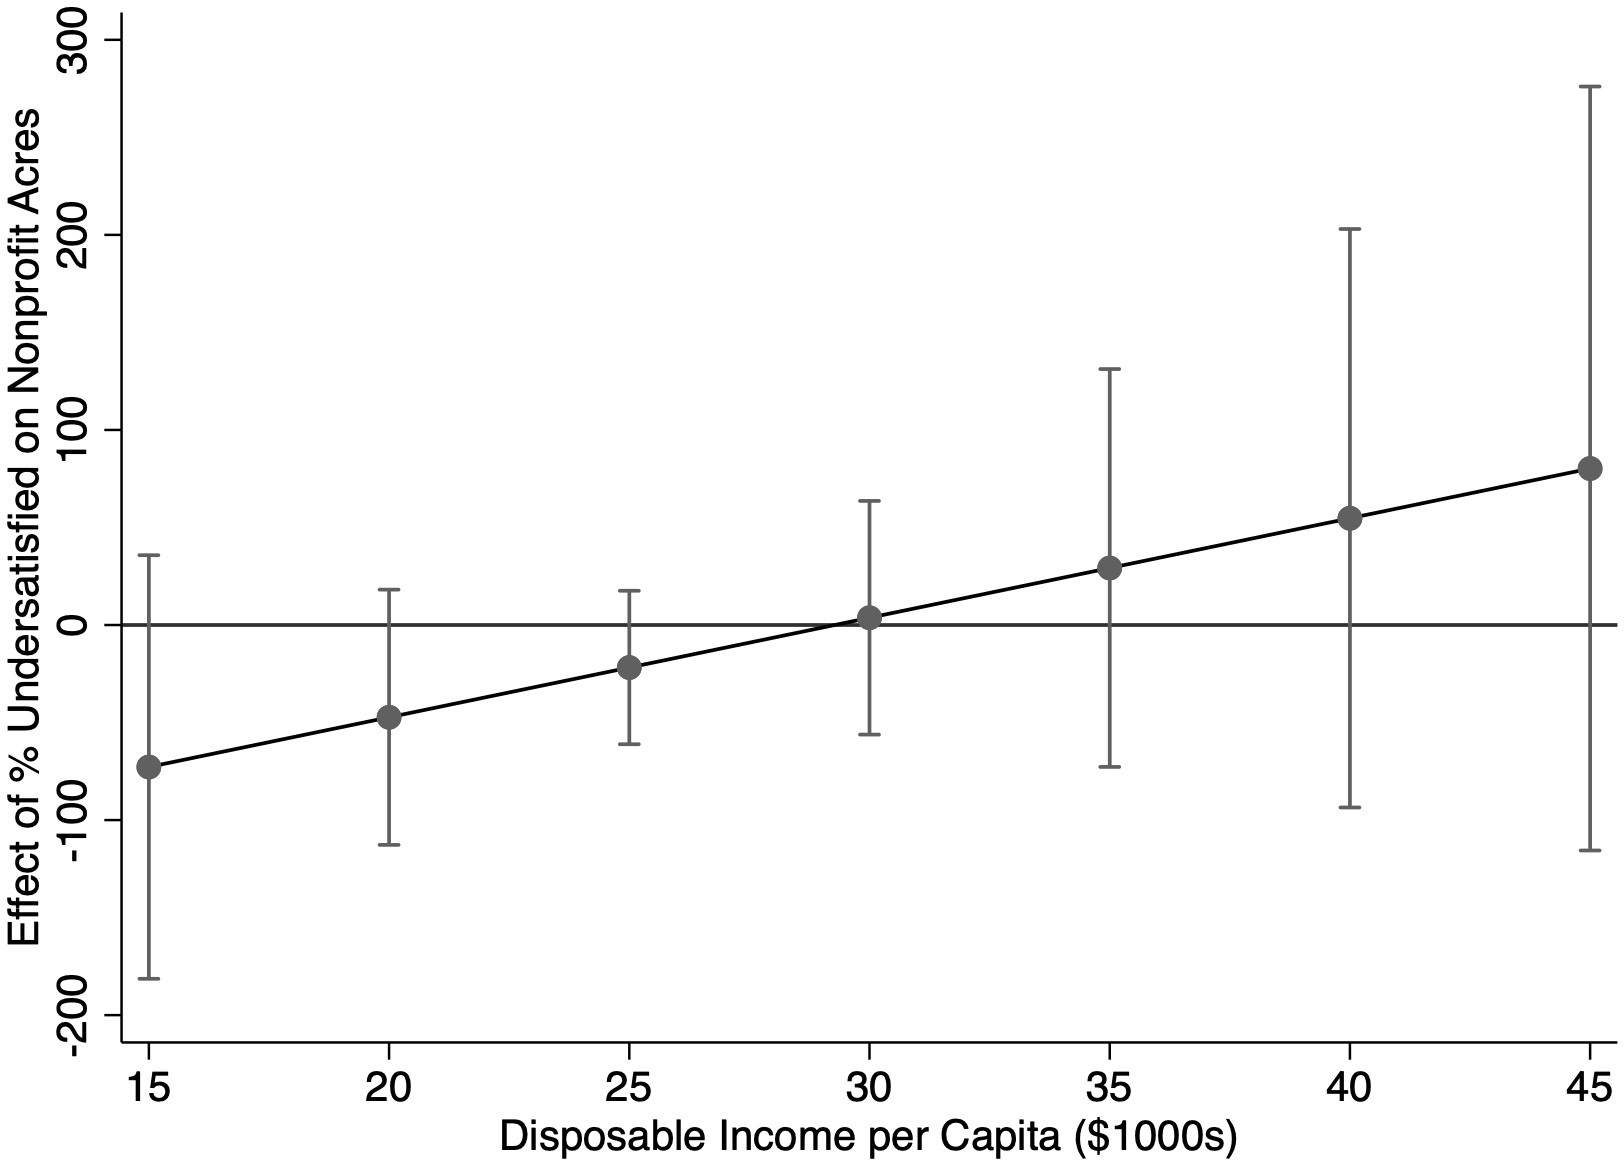 Effect of % Undersatisfied on Nonprofit Acres
300
200
100
0
-100
-200
15 20 25 30 35 40 45
Disposable Income per Capita ($1000s)